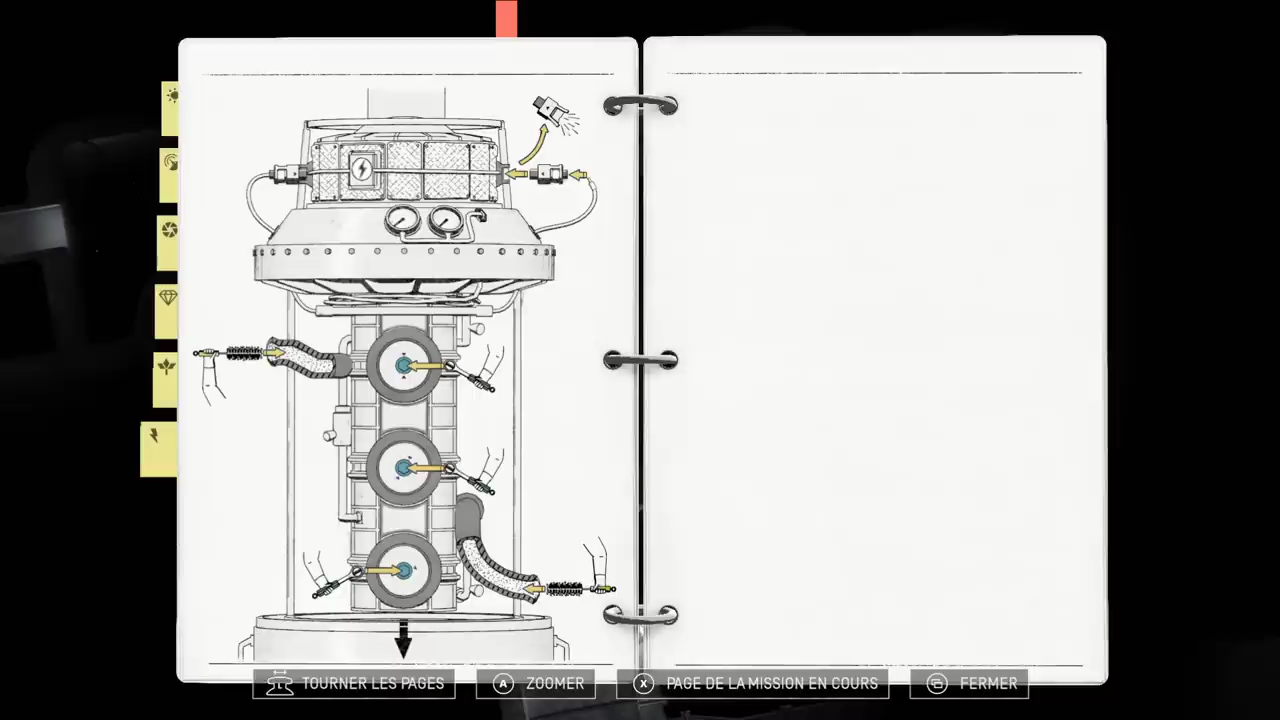 TOURNER LES PAGES
A ZOOMER
X PAGE DE LA MISSION EN COURS
FERMER